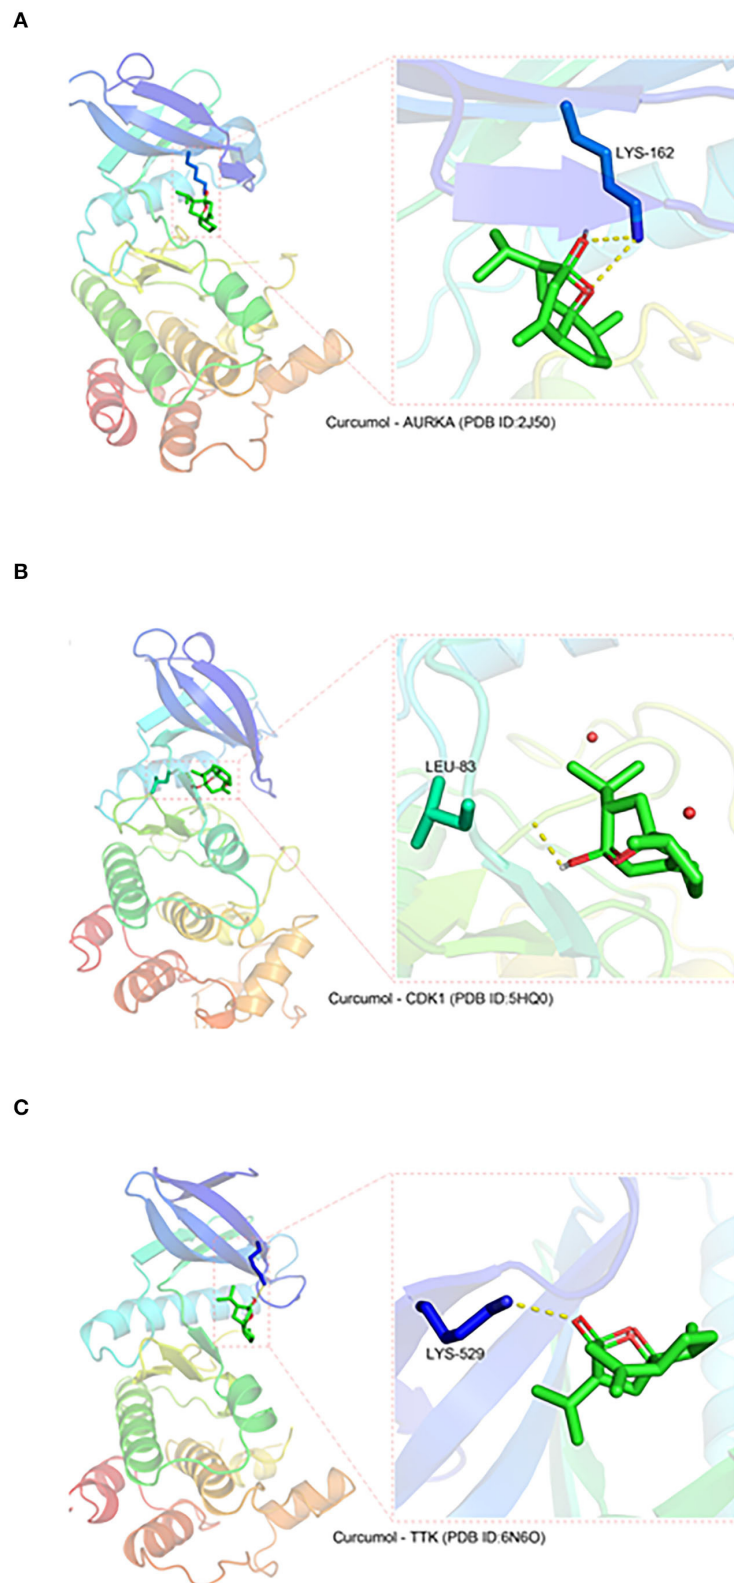 A
LYS-162
Curcumol - AURKA (PDB ID:2J50)
B
LEU-83
Curcumol - CDK1 (PDB ID:5HQ0)
C
LYS-529
Curcumol - TTK (PDB ID:6N6O)